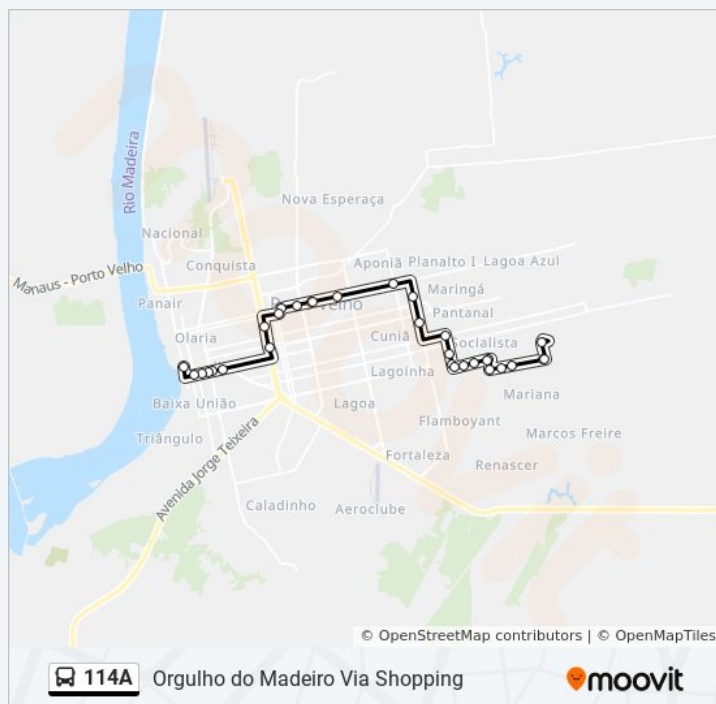 Rio Madeira
Nova Esperaça
Nacional
Conquista
Aponiã
Planalto I
Lagoa Azul
Manaus - Porto Velho
Panair
Maringá
Pantanal
Olaria
Cuniã
Socialista
Lagoinha
Baixa União
Lagoa
Mariana
Flamboyant
Triângulo
Marcos Freire
Avenida Jorge Teixeira
Fortaleza
Renascer
Caladinho
Aeroclube
© OpenStreetMap contributors | © OpenMapTiles
114A
Orgulho do Madeiro Via Shopping
moovit